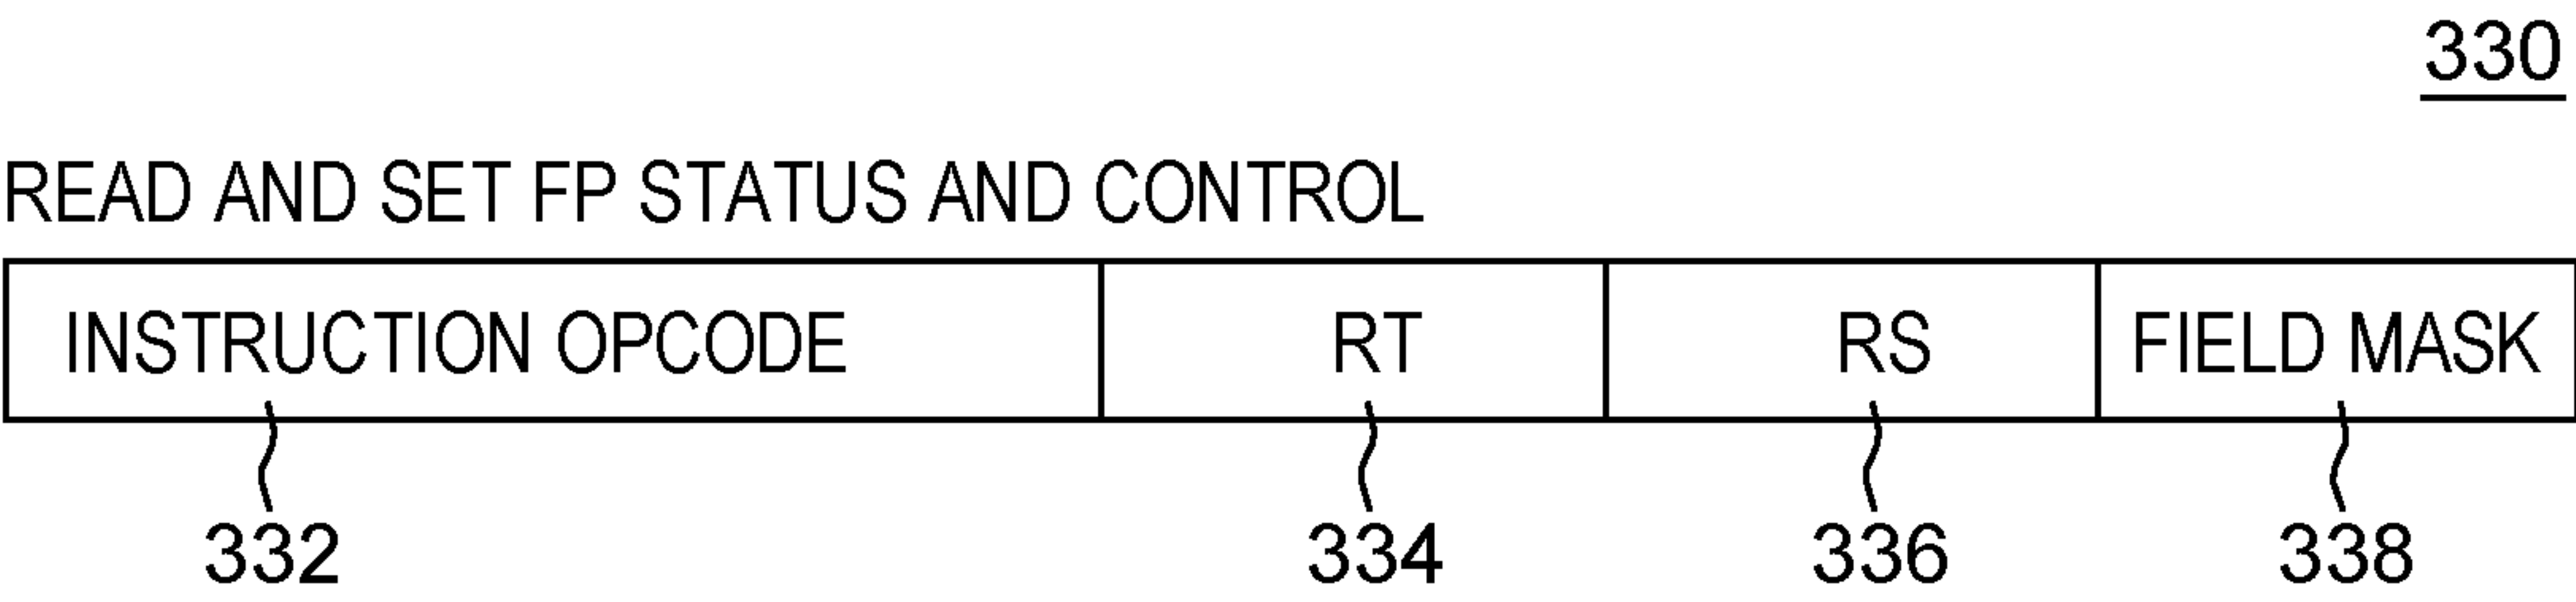 330
READ AND SET FP STATUS AND CONTROL
INSTRUCTION OPCODE RT RS FIELD MASK
332 334 336 338